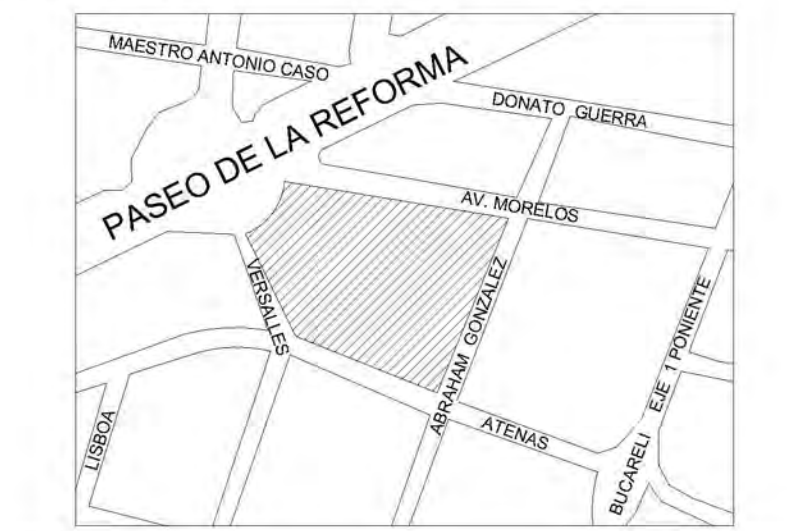 MAESTRO ANTONIO CASO
PASEO DE LA REFORMA
DONATO GUERRA
AV. MORELOS
VERSALLES
ABRAHAM GONZALEZ
EJE 1 PONIENTE
BUCARELI
ATENAS
LISBOA